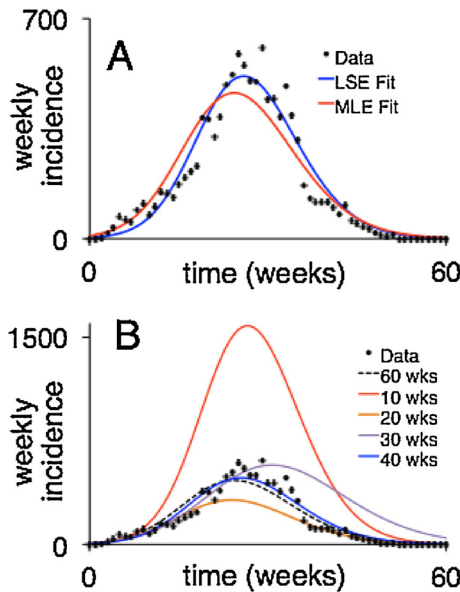 700
A
weekly
incidence
Data
LSE Fit
MLE Fit
0
0
time (weeks)
60
B
1500
weekly
incidence
Data
60 wks
10 wks
20 wks
30 wks
40 wks
0
0
time (weeks)
60